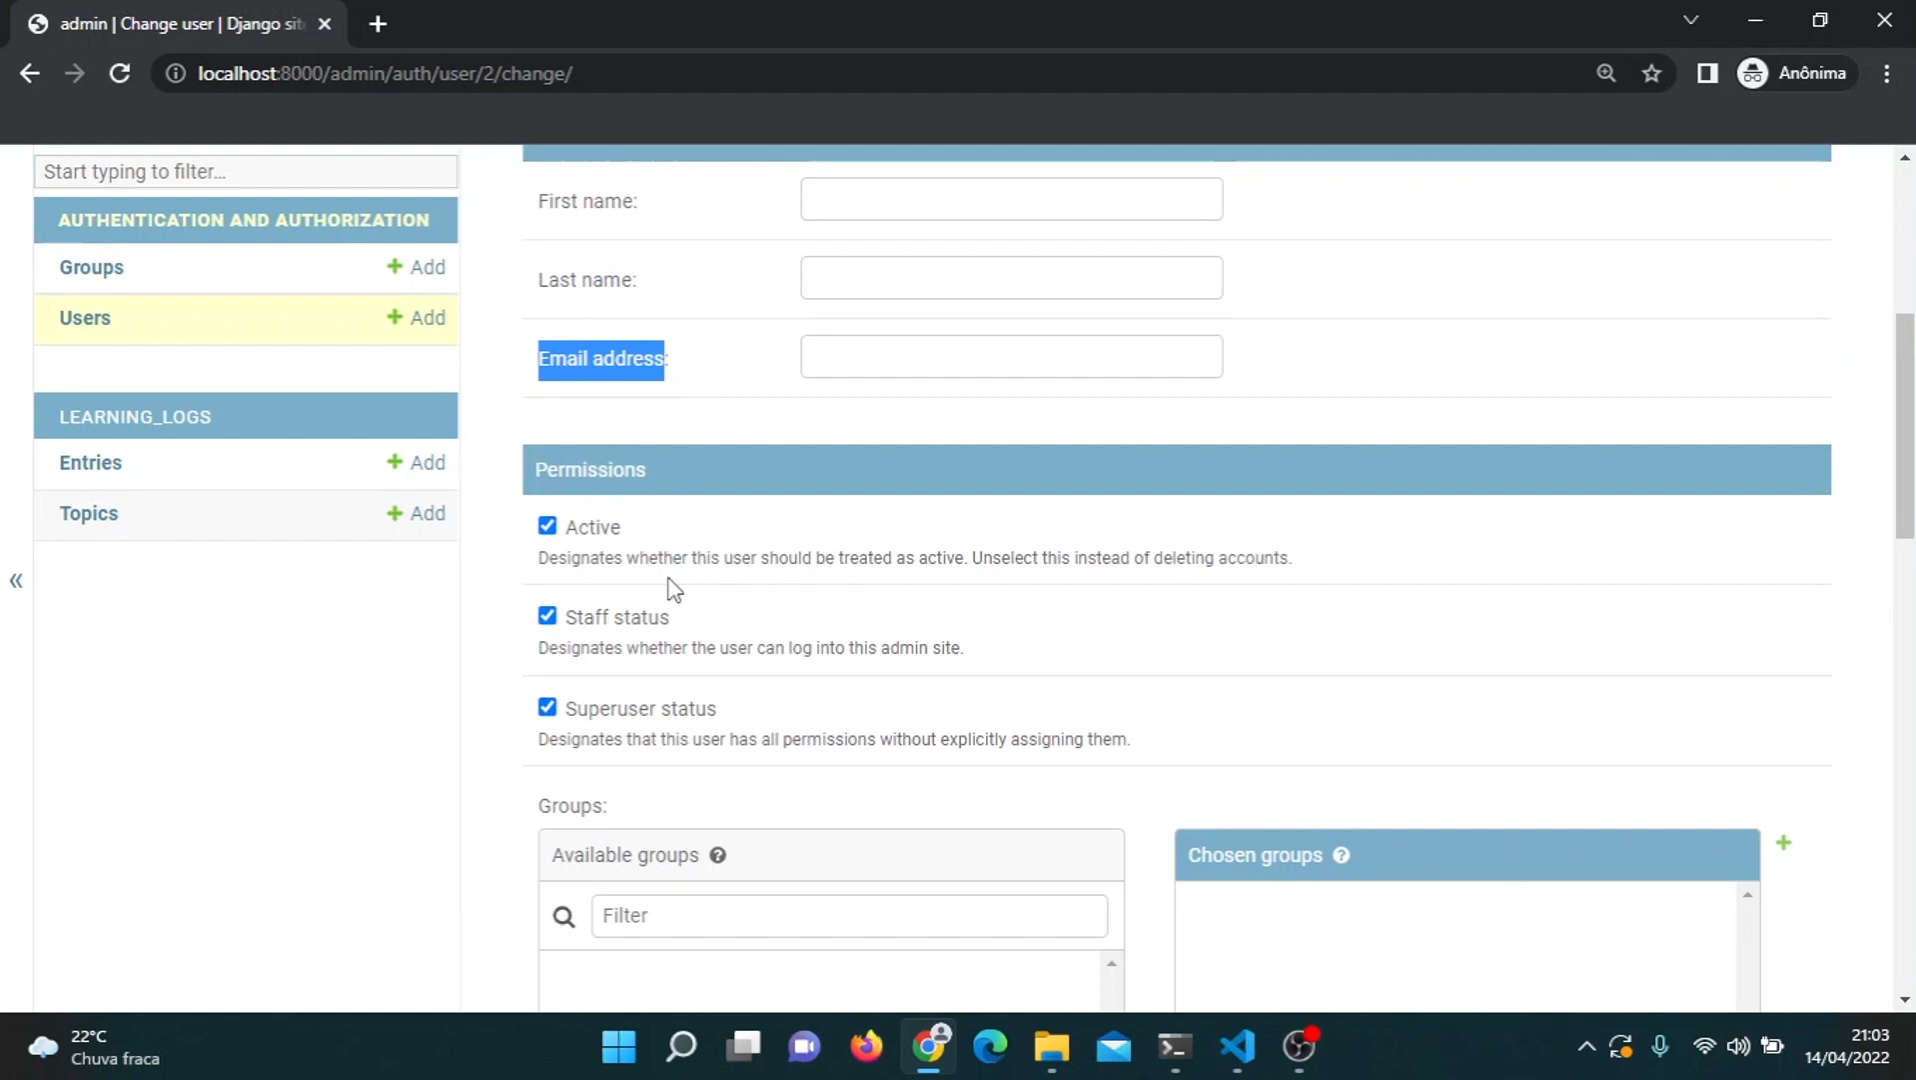 admin | Change user | Django sit
localhost:8000/admin/auth/user/2/change/
Anônima
Start typing to filter...
AUTHENTICATION AND AUTHORIZATION
Groups
Add
Users
Add
LEARNING_LOGS
Entries
Add
Topics
Add
«
First name:
Last name:
Email address:
Permissions
Active
Designates whether this user should be treated as active. Unselect this instead of deleting accounts.
Staff status
Designates whether the user can log into this admin site.
Superuser status
Designates that this user has all permissions without explicitly assigning them.
Groups:
Available groups
Filter
Chosen groups
22°C
Chuva fraca
21:03
14/04/2022